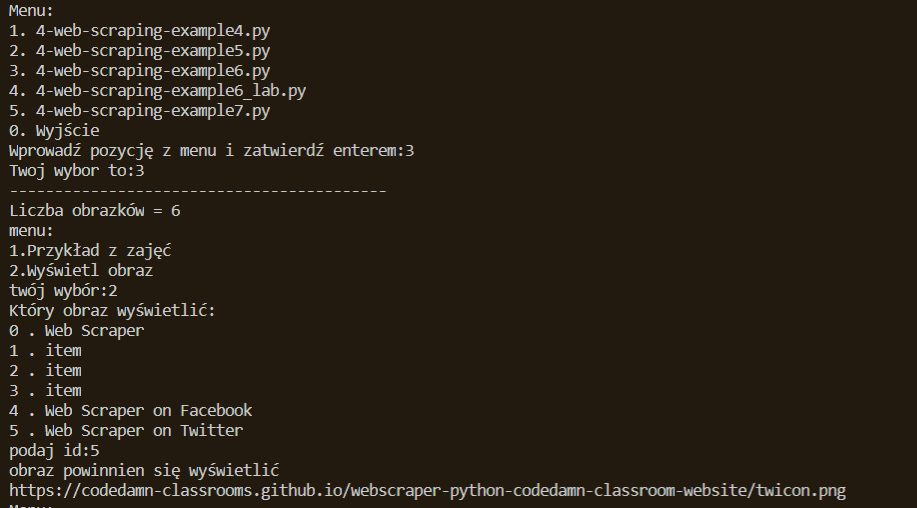 Menu:
1. 4-web-scraping-example4.py
2. 4-web-scraping-example5.py
3. 4-web-scraping-example6.py
4. 4-web-scraping-example6_lab.py
5. 4-web-scraping-example7.py
0. Wyjście
Wprowadź pozycję z menu i zatwierdź enterem:3
Twoj wybor to:3
------------------------------------------
Liczba obrazków = 6
menu:
1.Przykład z zajęć
2.Wyświetl obraz
twój wybór:2
Który obraz wyświetlić:
0 . Web Scraper
1 . item
2 . item
3 . item
4 . Web Scraper on Facebook
5 . Web Scraper on Twitter
podaj id:5
obraz powinnien się wyświetlić
https://codedamn-classrooms.github.io/webscraper-python-codedamn-classroom-website/twicon.png